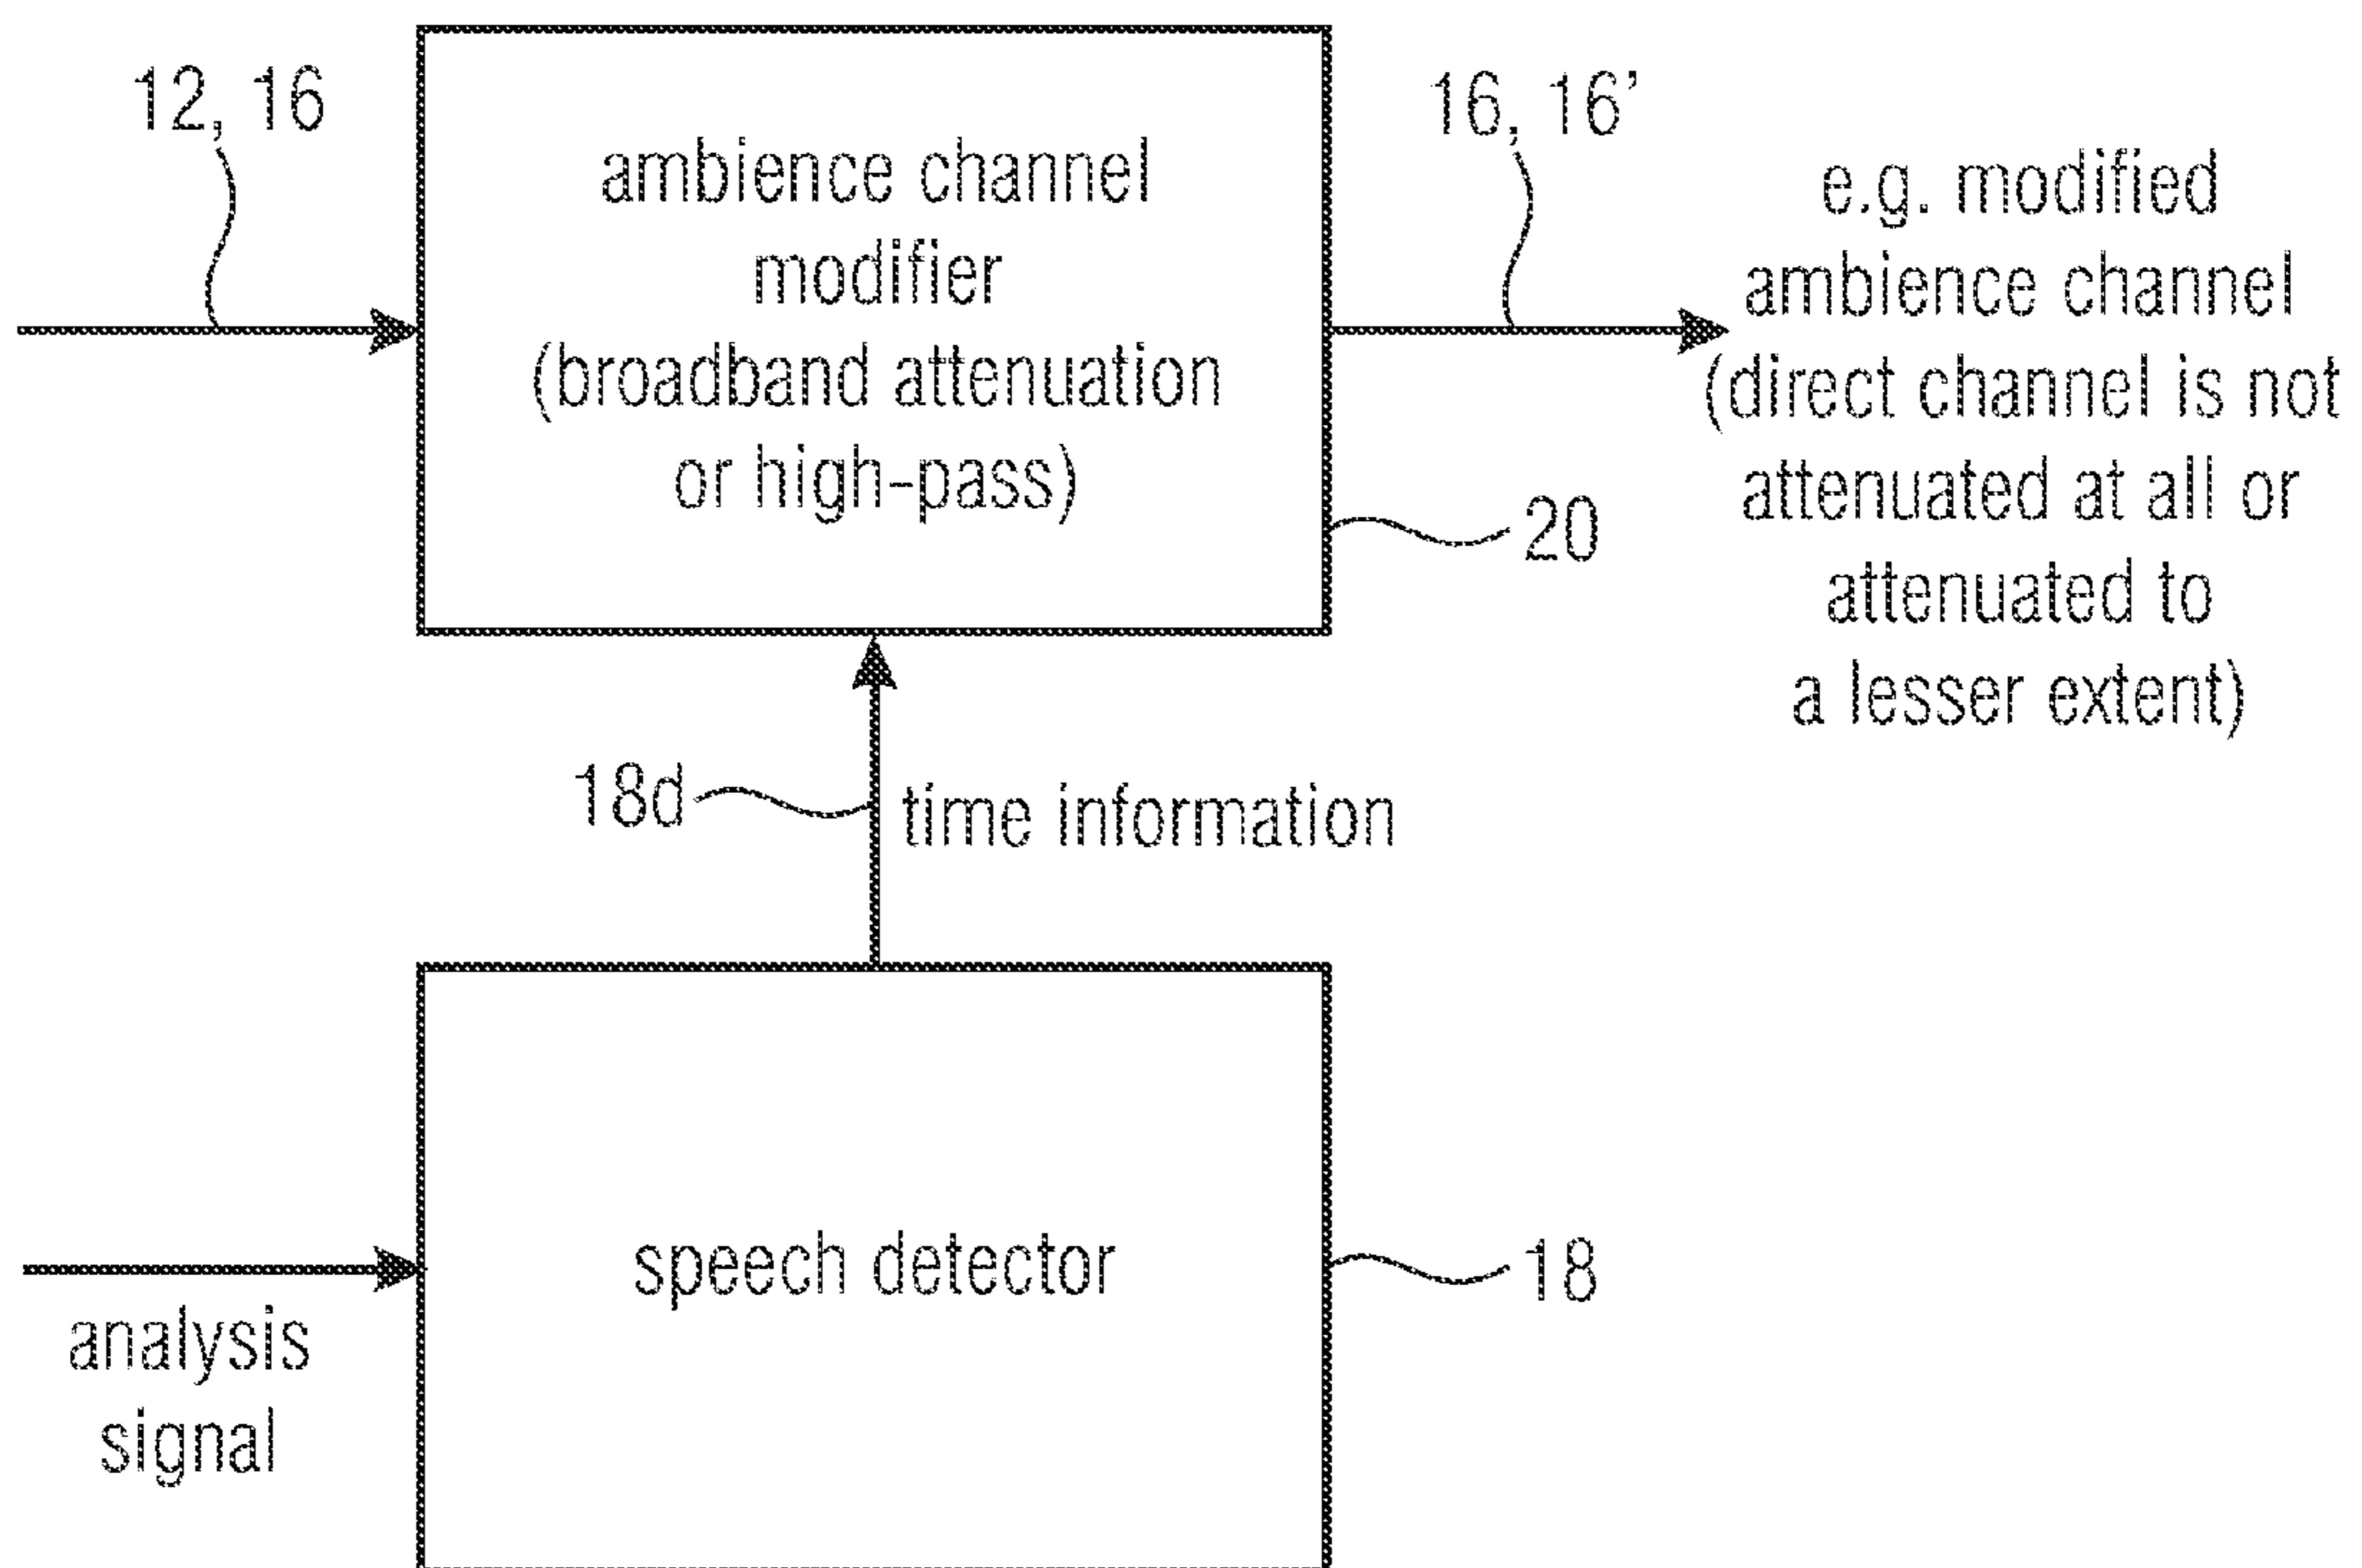 12, 16
ambience channel
modifier
(broadband attenuation
or high-pass)
16, 16’
e.g. modified
ambience channel
(direct channel is not
attenuated at all or
attenuated to
a lesser extent)
20
18d
time information
speech detector
18
analysis
signal